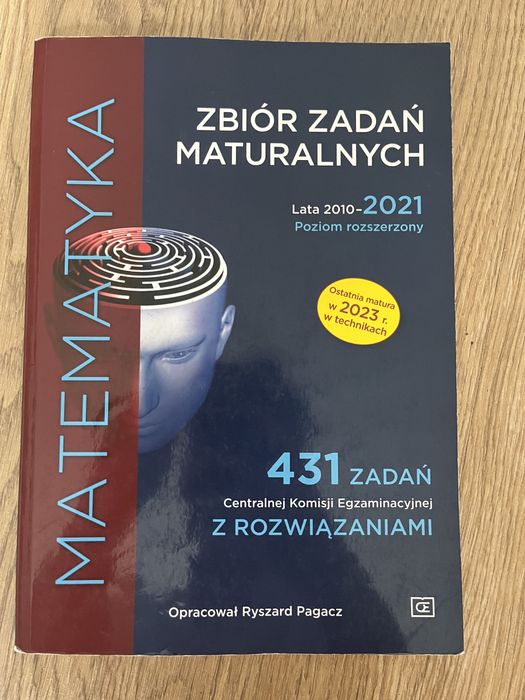 MATEMATYKA
ZBIÓR ZADAŃ
MATURALNYCH
Lata 2010–2021
Poziom rozszerzony
Ostatnia matura
w 2023 r.
w technikach
431 ZADAŃ
Centralnej Komisji Egzaminacyjnej
Z ROZWIĄZANIAMI
Opracował Ryszard Pagacz
OE